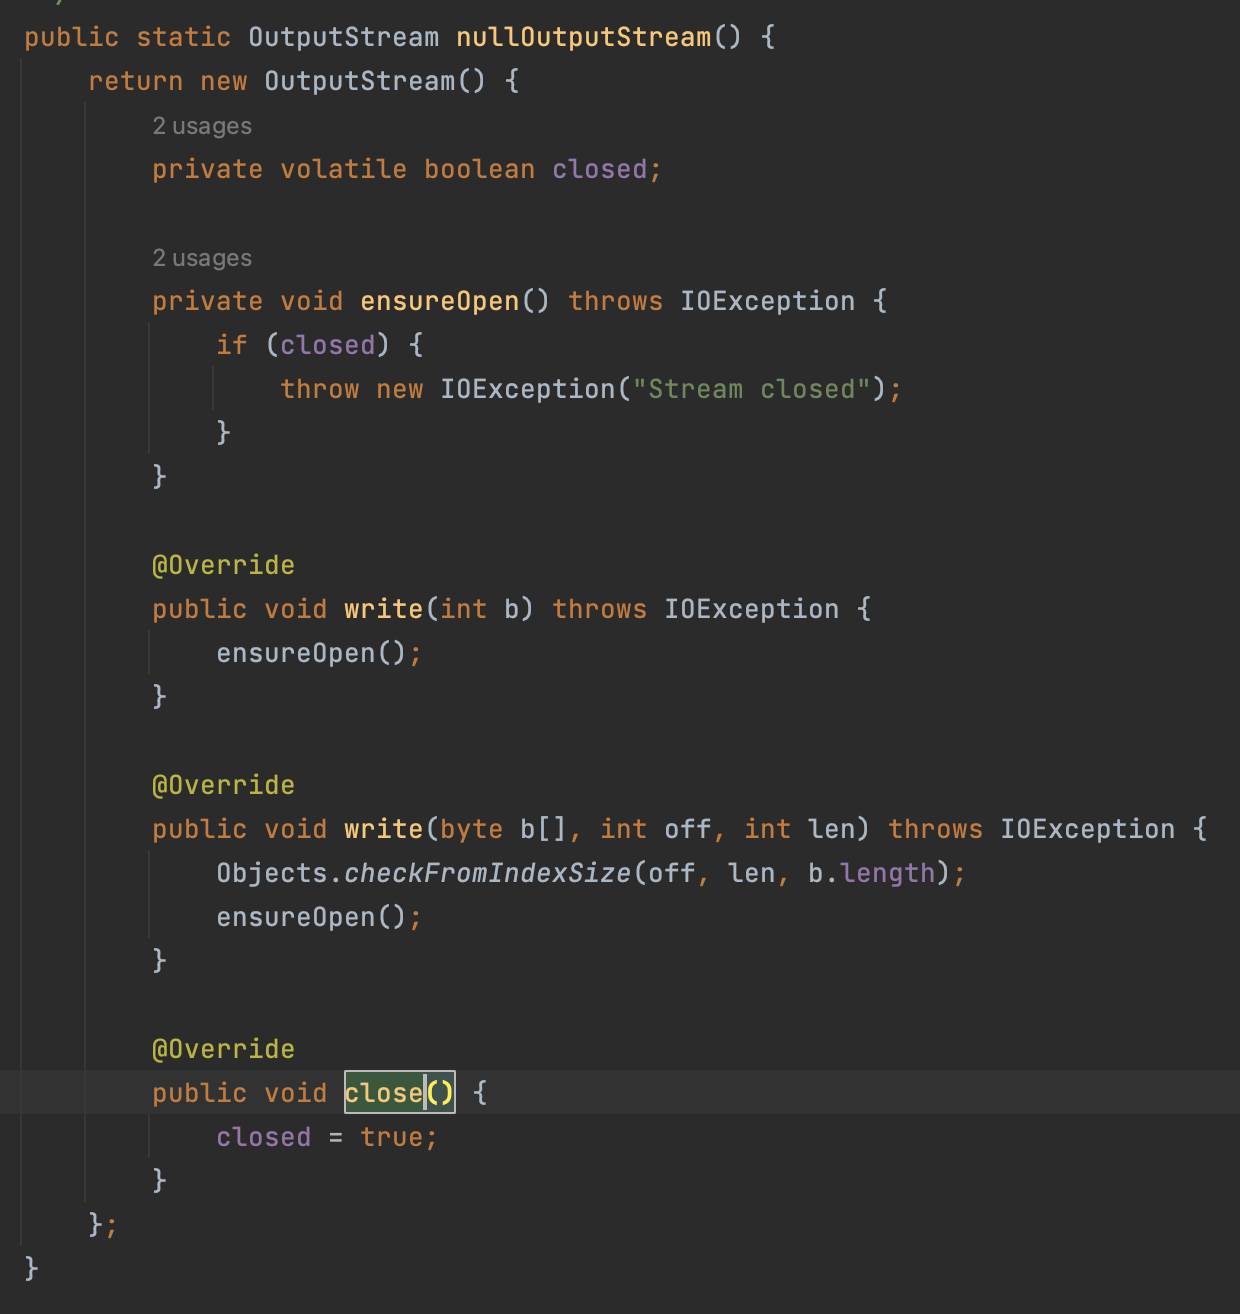 public static OutputStream nullOutputStream() {
return new OutputStream() {
2 usages
private volatile boolean closed;
2 usages
private void ensureOpen() throws IOException {
if (closed) {
throw new IOException("Stream closed");
}
}
@Override
public void write(int b) throws IOException {
ensureOpen();
}
@Override
public void write(byte b[], int off, int len) throws IOException {
Objects.checkFromIndexSize(off, len, b.length);
ensureOpen();
}
@Override
public void close() {
closed = true;
}
};
}